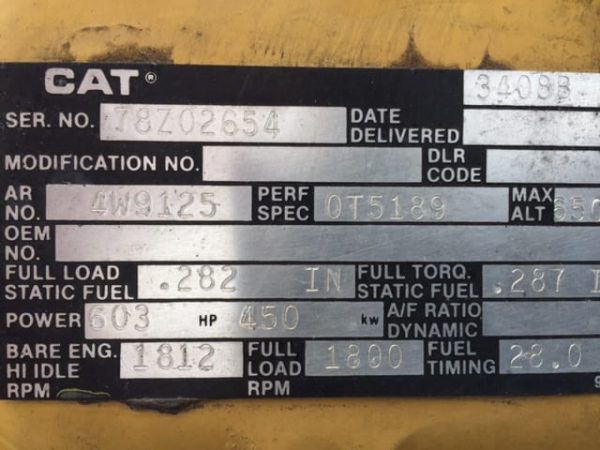 CAT® 3408B
SER. NO. 78Z02654 DATE DELIVERED
MODIFICATION NO. DLR CODE
AR NO. 4W9125 PERF SPEC 0T5189 MAX ALT 650
OEM NO.
FULL LOAD STATIC FUEL .282 IN FULL TORQ. STATIC FUEL .287 I
POWER 603 HP 450 kw A/F RATIO DYNAMIC
BARE ENG. HI IDLE RPM 1812 FULL LOAD RPM 1800 FUEL TIMING 28.0
9